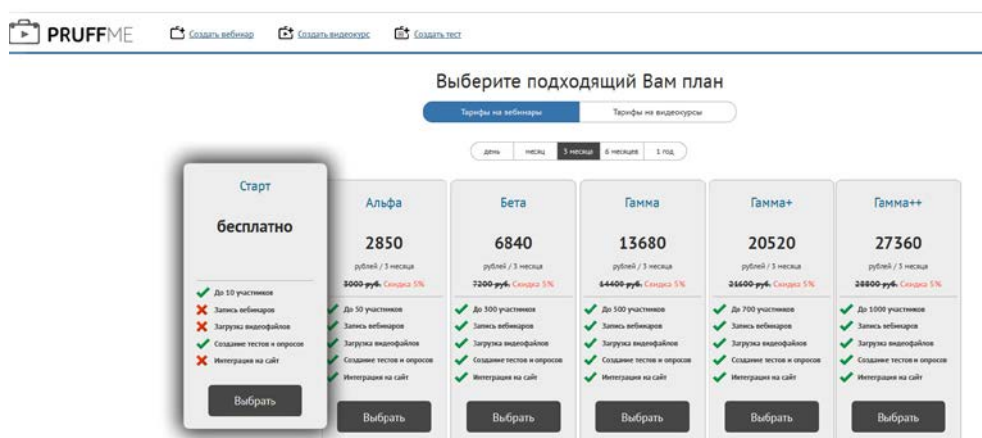 PRUFFME
Создать вебинар
Создать видеокурс
Создать тест
Выберите подходящий Вам план
Тарифы на вебинары
Тарифы на видеокурсы
день
месяц
3 месяца
6 месяцев
1 год
Старт
бесплатно
До 10 участников
Запись вебинаров
Загрузка видеофайлов
Создание тестов и опросов
Интеграция на сайт
Выбрать
Альфа
2850
рублей / 3 месяца
3000 руб. Скидка 5%
До 50 участников
Запись вебинаров
Загрузка видеофайлов
Создание тестов и опросов
Интеграция на сайт
Выбрать
Бета
6840
рублей / 3 месяца
7200 руб. Скидка 5%
До 300 участников
Запись вебинаров
Загрузка видеофайлов
Создание тестов и опросов
Интеграция на сайт
Выбрать
Гамма
13680
рублей / 3 месяца
14400 руб. Скидка 5%
До 500 участников
Запись вебинаров
Загрузка видеофайлов
Создание тестов и опросов
Интеграция на сайт
Выбрать
Гамма+
20520
рублей / 3 месяца
21600 руб. Скидка 5%
До 700 участников
Запись вебинаров
Загрузка видеофайлов
Создание тестов и опросов
Интеграция на сайт
Выбрать
Гамма++
27360
рублей / 3 месяца
28800 руб. Скидка 5%
До 1000 участников
Запись вебинаров
Загрузка видеофайлов
Создание тестов и опросов
Интеграция на сайт
Выбрать